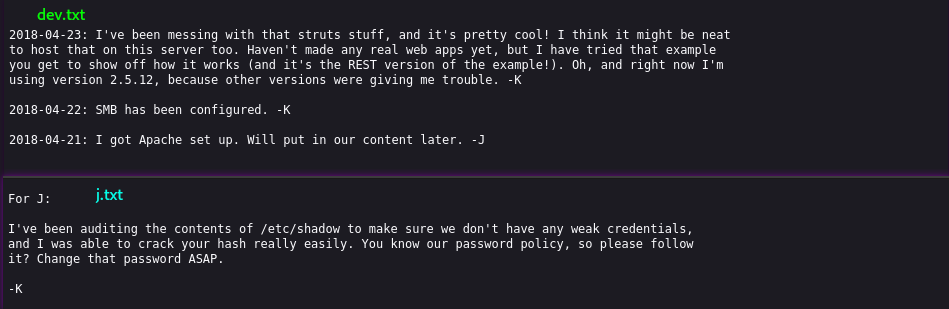 dev.txt
2018-04-23: I've been messing with that struts stuff, and it's pretty cool! I think it might be neat
to host that on this server too. Haven't made any real web apps yet, but I have tried that example
you get to show off how it works (and it's the REST version of the example!). Oh, and right now I'm
using version 2.5.12, because other versions were giving me trouble. -K
2018-04-22: SMB has been configured. -K
2018-04-21: I got Apache set up. Will put in our content later. -J
For J:
j.txt
I've been auditing the contents of /etc/shadow to make sure we don't have any weak credentials,
and I was able to crack your hash really easily. You know our password policy, so please follow
it? Change that password ASAP.
-K